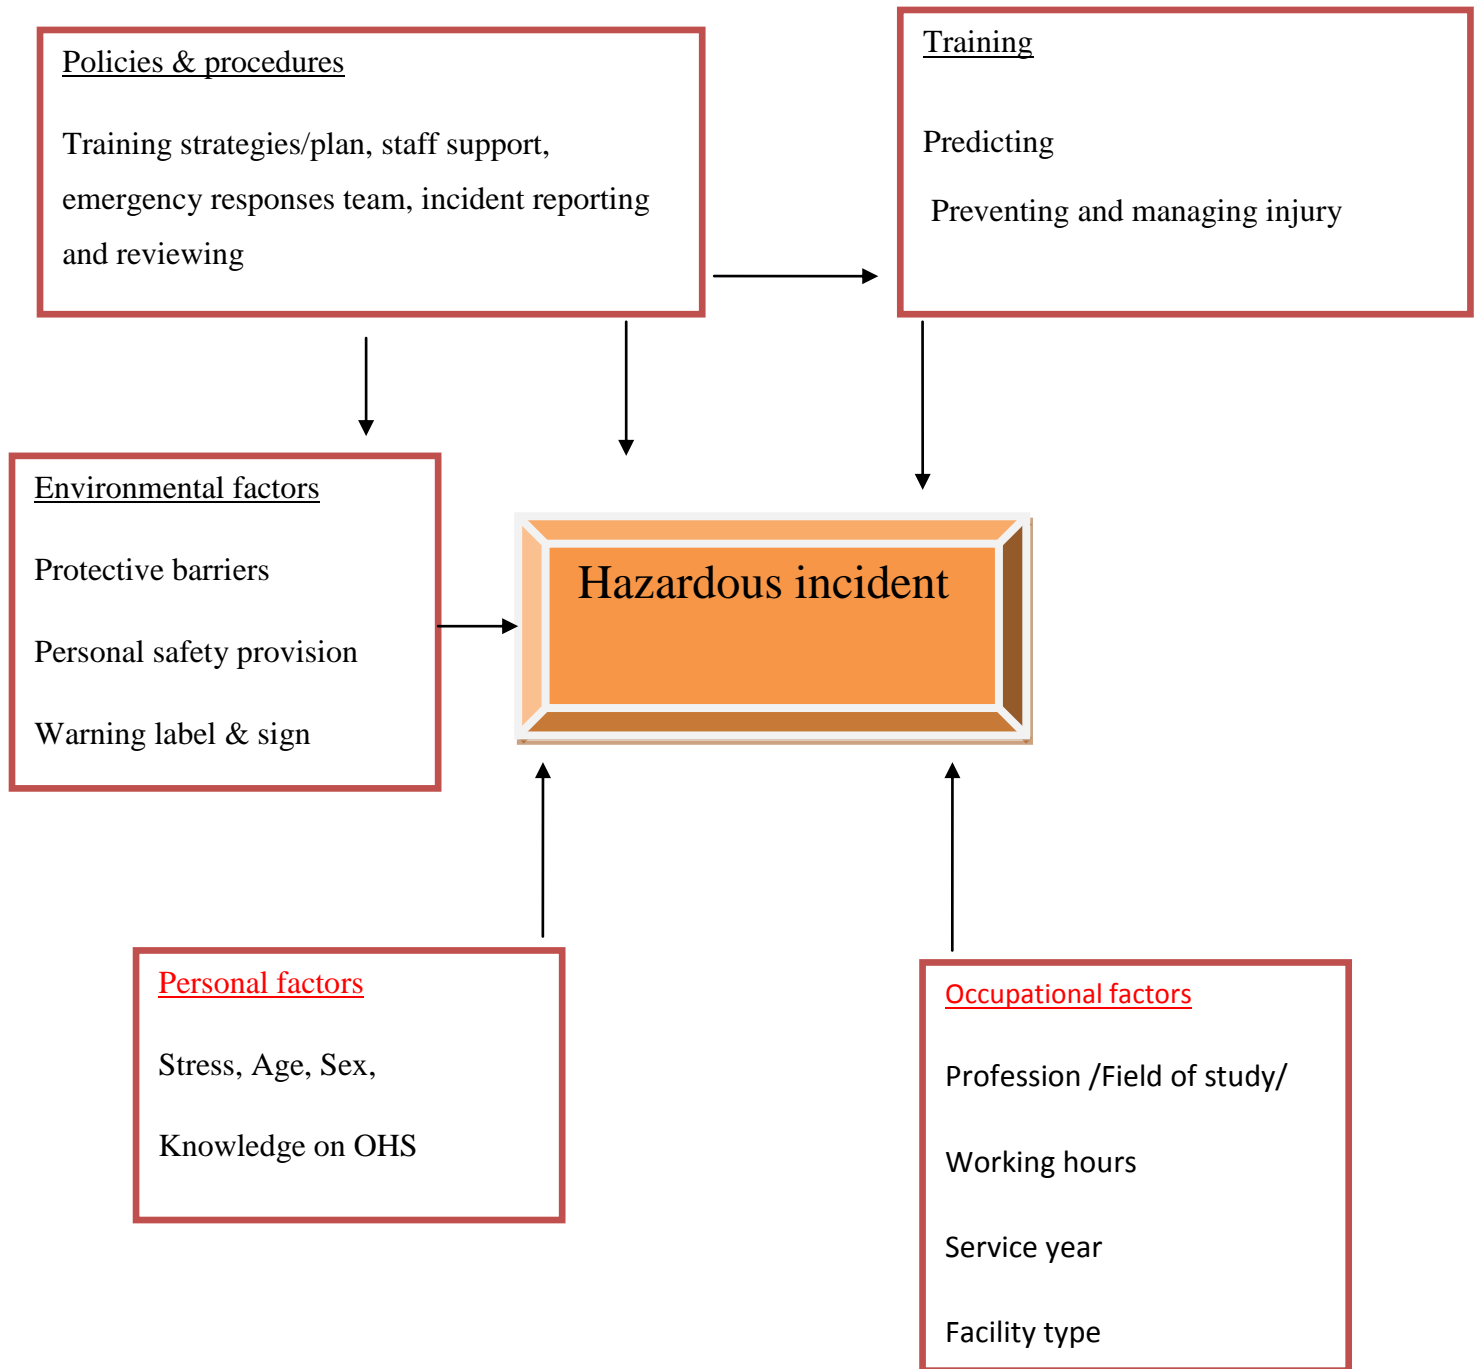 Policies & procedures
Training strategies/plan, staff support,
emergency responses team, incident reporting
and reviewing
Training
Predicting
Preventing and managing injury
Environmental factors
Protective barriers
Personal safety provision
Warning label & sign
Hazardous incident
Personal factors
Stress, Age, Sex,
Knowledge on OHS
Occupational factors
Profession /Field of study/
Working hours
Service year
Facility type